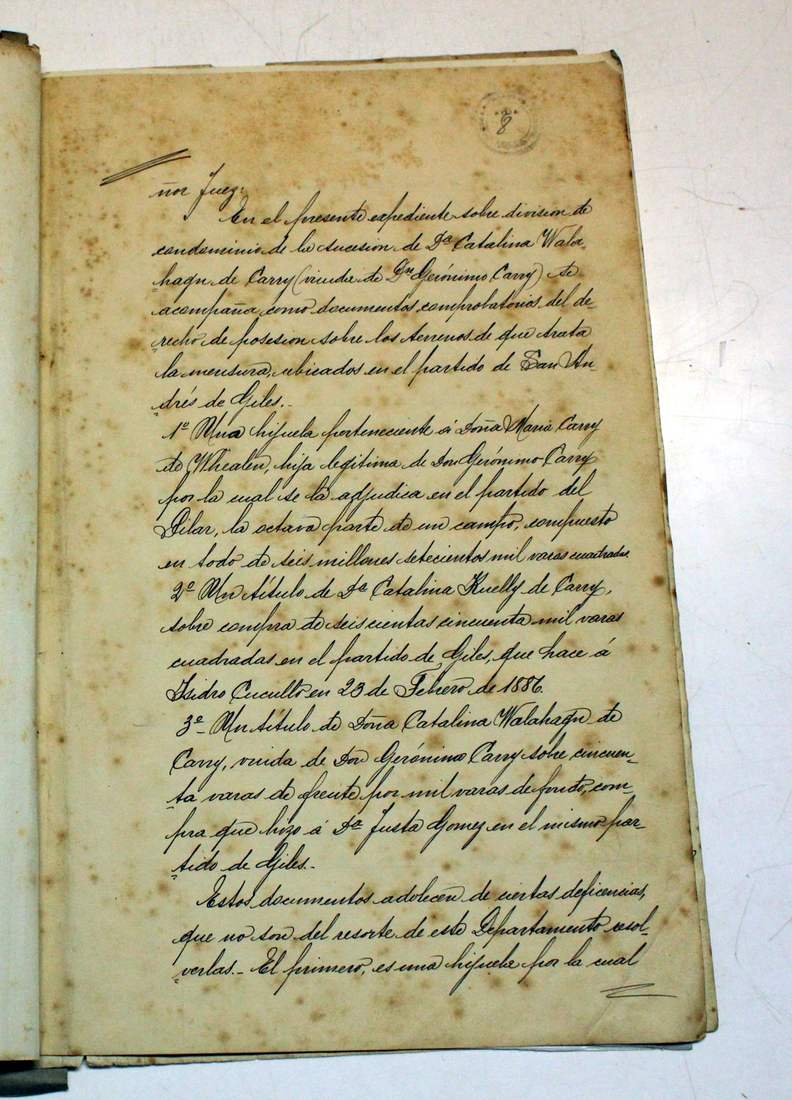 8
ñor Juez:
En el presente expediente sobre division de
condominio de la sucesion de Dª Catalina Wala-
hagn de Carry (viuda de Dn Gerónimo Carry) se
acompaña como documentos comprobatorios del de-
recho de posesion sobre los terrenos de que trata
la mensura, ubicados en el partido de San An-
drés de Giles.-
1º Una hijuela perteneciente á Doña Maria Carry
de Whealen, hija legítima de Don Gerónimo Carry
por la cual se la adjudica en el partido del
Pilar, la octava parte de un campo, compuesto
en todo de seis millones setecientos mil varas cuadradas
2º Un título de Dª Catalina Kuelly de Carry,
sobre compra de seiscientas cincuenta mil varas
cuadradas en el partido de Giles, que hace á
Isidro Cucullo en 23 de Febrero de 1886.
3º- Un título de Doña Catalina Walahagn de
Carry, viuda de Don Gerónimo Carry sobre cincuen-
ta varas de frente por mil varas de fondo, com-
pra que hizo á Dª Justa Gomez en el mismo par-
tido de Giles.-
Estos documentos adolecen de ciertas deficencias,
que no son del resorte de este Departamento resol-
verlas.- El primero, es una hijuela por la cual